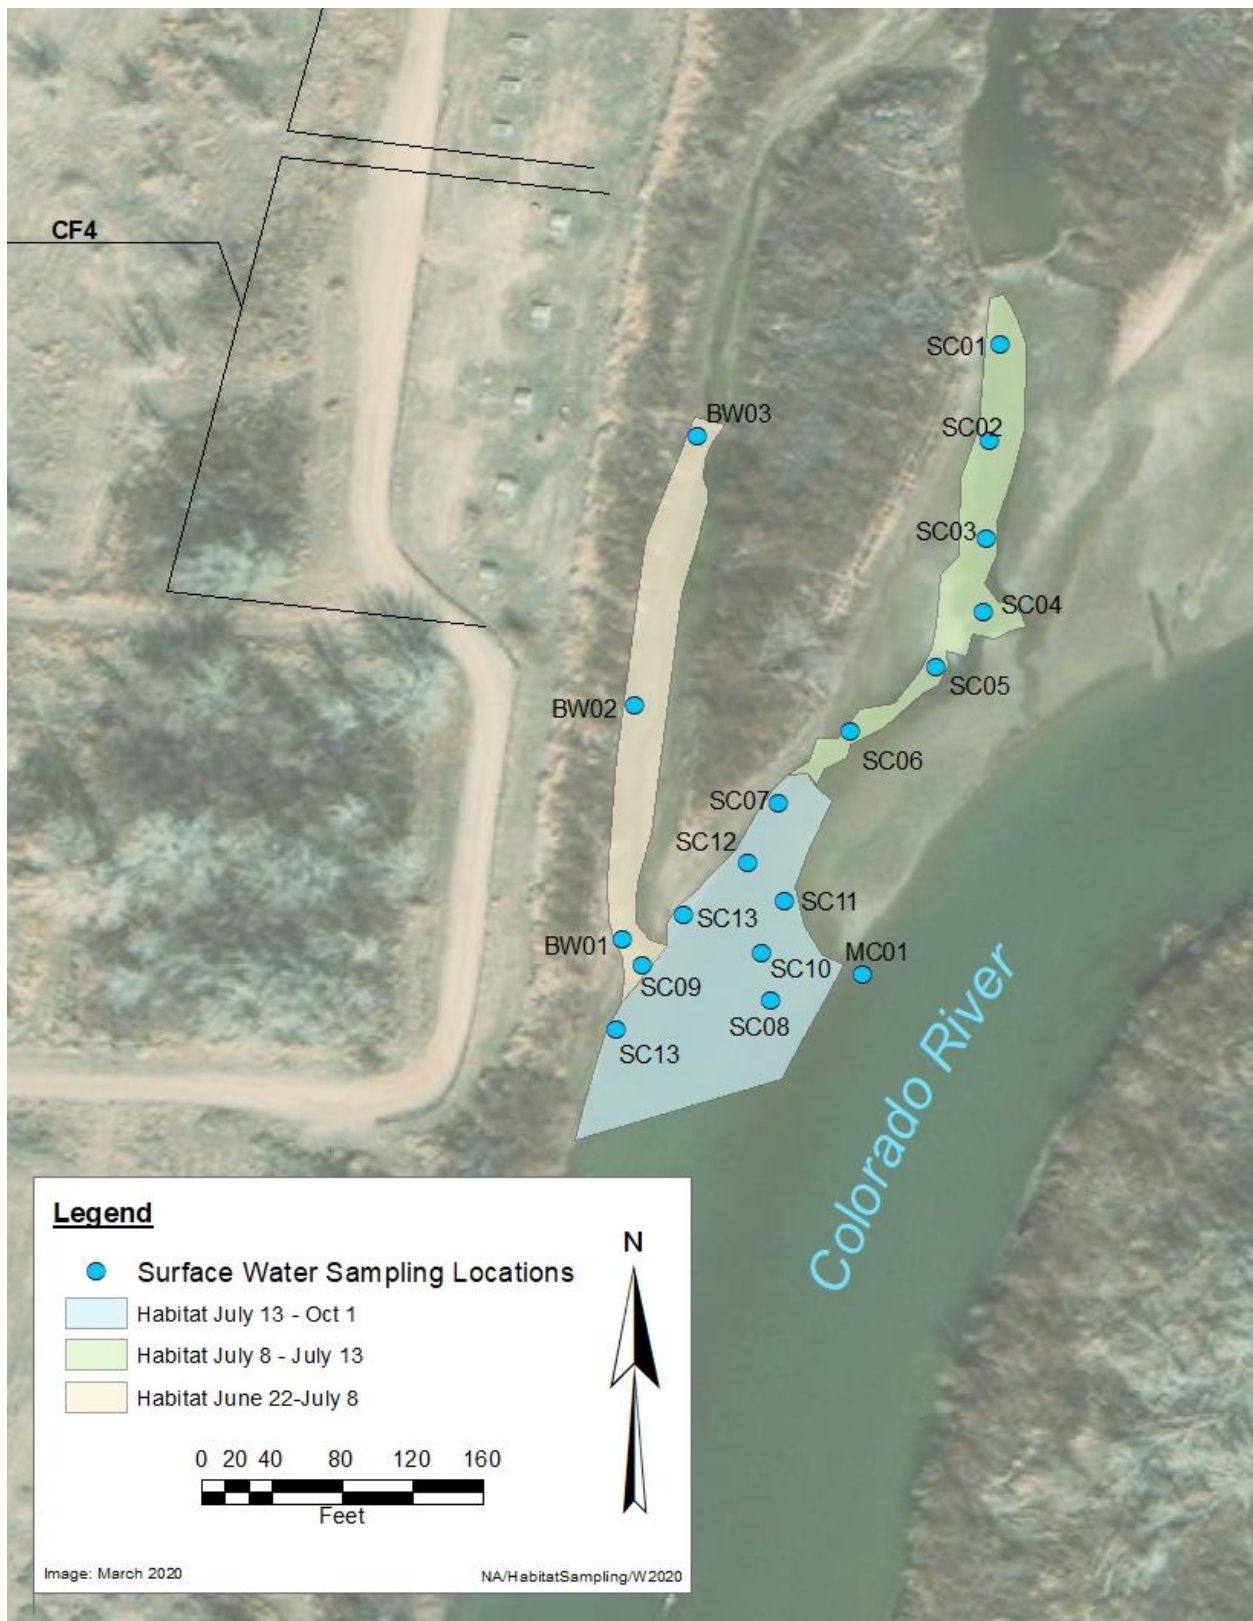 CF4
SC01
BW03
SC02
SC03
SC04
SC05
BW02
SC06
SC07
SC12
SC11
SC13
BW01
SC10
MC01
SC09
SC08
SC13
Colorado River
Legend
Surface Water Sampling Locations
Habitat July 13 - Oct 1
Habitat July 8 - July 13
Habitat June 22-July 8
N
0 20 40 80 120 160
Feet
Image: March 2020
NA/HabitatSampling/W2020